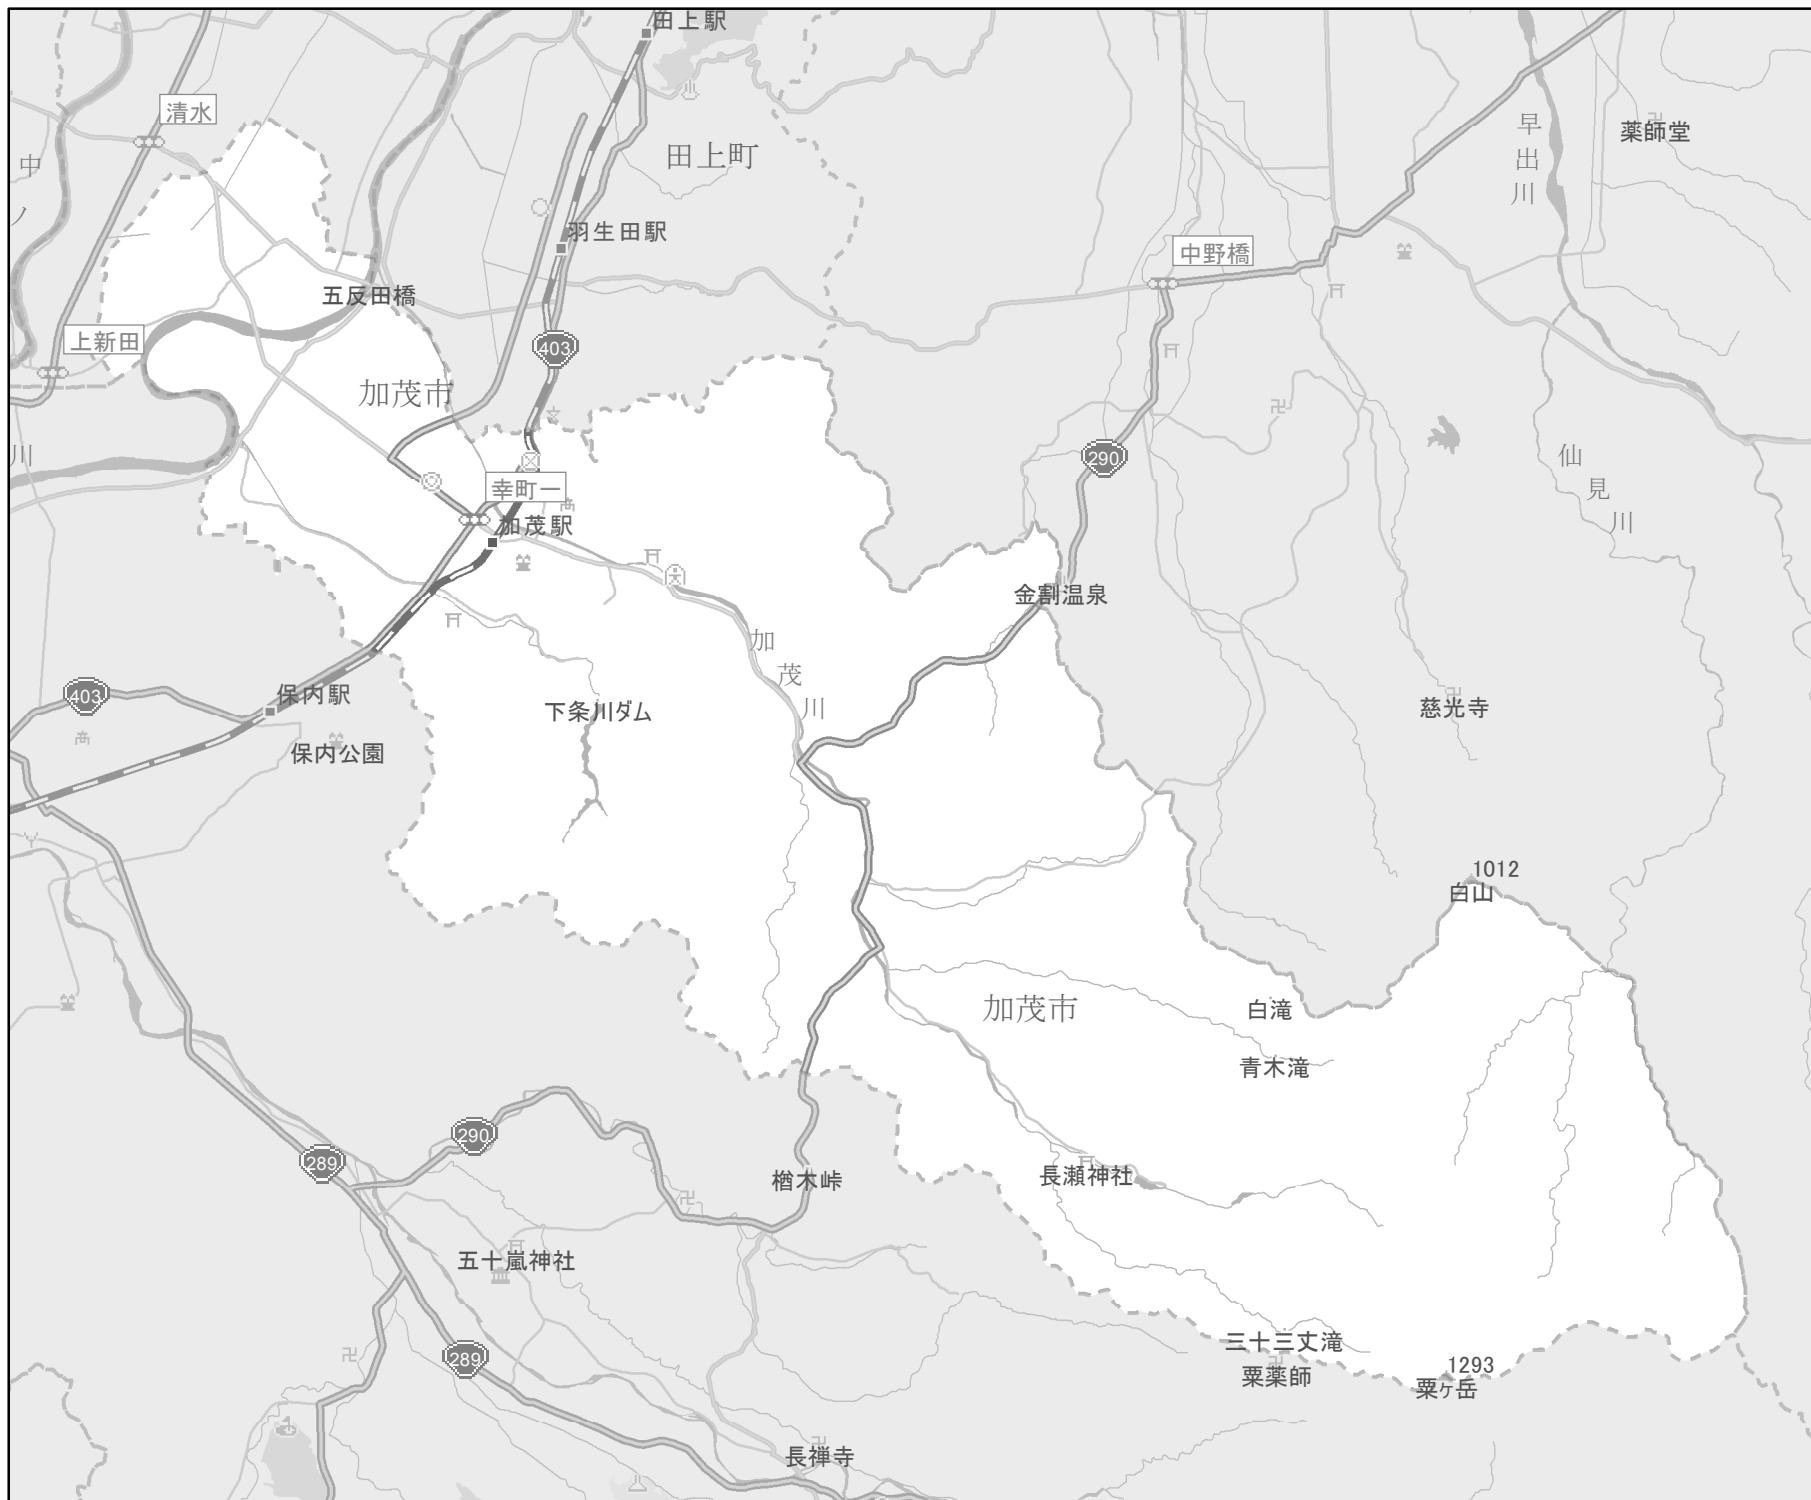 田上駅
清水
中ノ
川
田上町
早出川
薬師堂
羽生田駅
中野橋
五反田橋
上新田
403
加茂市
290
仙見川
幸町一
加茂駅
金割温泉
加茂川
403
保内駅
下条川ダム
慈光寺
保内公園
1012
白山
加茂市
白滝
青木滝
290
289
楢木峠
長瀬神社
五十嵐神社
289
三十三丈滝
粟薬師
1293
粟ヶ岳
長禅寺